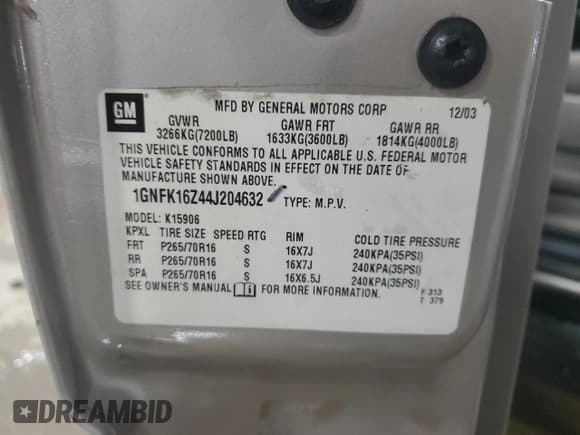 GM
MFD BY GENERAL MOTORS CORP 12/03
GVWR GAWR FRT GAWR RR
3266KG(7200LB) 1633KG(3600LB) 1814KG(4000LB)
THIS VEHICLE CONFORMS TO ALL APPLICABLE U.S. FEDERAL MOTOR
VEHICLE SAFETY STANDARDS IN EFFECT ON THE DATE OF
MANUFACTURE SHOWN ABOVE.
1GNFK16Z44J204632 TYPE: M.P.V.
MODEL: K15906
KPXL TIRE SIZE SPEED RTG RIM COLD TIRE PRESSURE
FRT P265/70R16 S 16X7J 240KPA(35PSI)
RR P265/70R16 S 16X7J 240KPA(35PSI)
SPA P265/70R16 S 16X6.5J 240KPA(35PSI)
SEE OWNER'S MANUAL FOR MORE INFORMATION.
F 313
T 379
DREAMBID